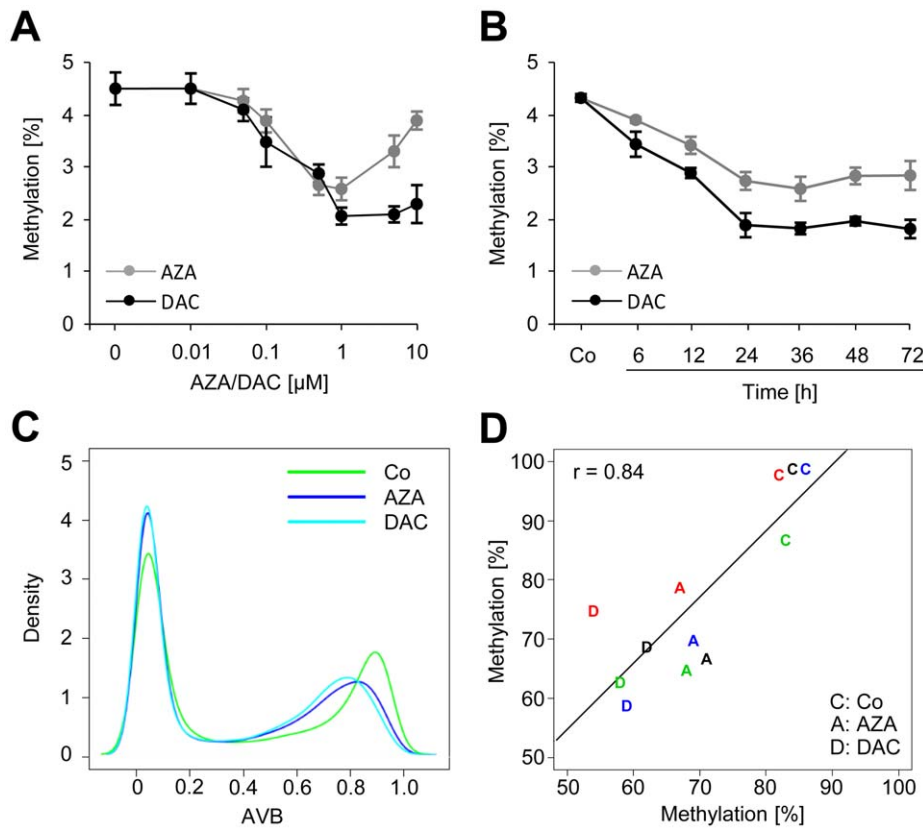 A
5
4
3
2
1
0
Methylation [%]
AZA
DAC
0 0.01 0.1 1 10
AZA/DAC [µM]
B
5
4
3
2
1
0
Methylation [%]
AZA
DAC
Co 6 12 24 36 48 72
Time [h]
C
5
4
3
2
1
0
Density
Co
AZA
DAC
0 0.2 0.4 0.6 0.8 1.0
AVB
D
100
90
80
70
60
50
Methylation [%]
r = 0.84
C C C
C
A
D
A
D A
A
D
D
C: Co
A: AZA
D: DAC
50 60 70 80 90 100
Methylation [%]